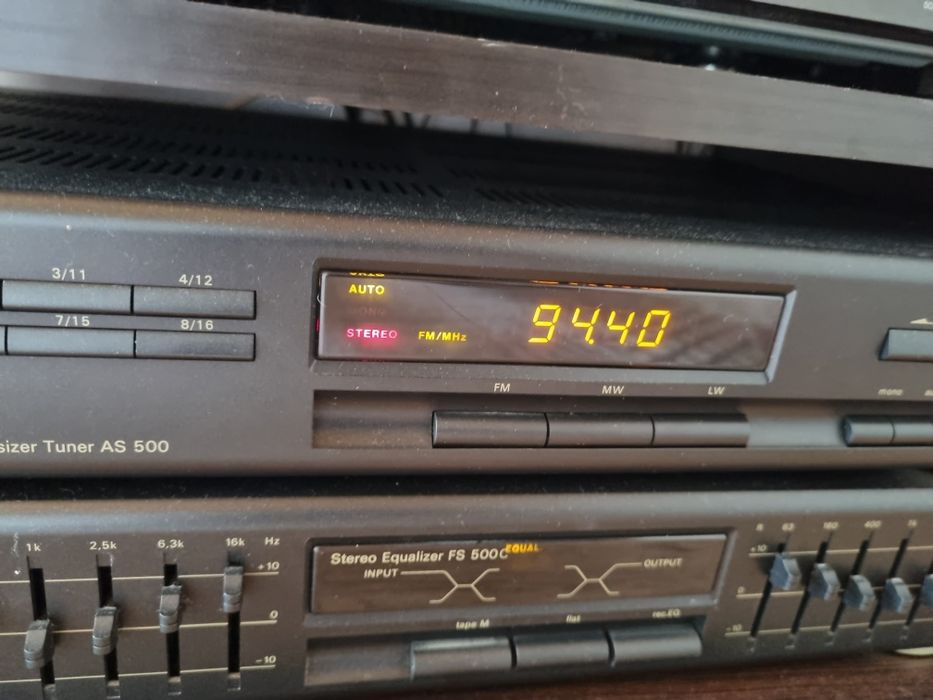 3/11
4/12
AUTO
7/15
8/16
STEREO FM/MHz 94.40
FM MW LW
mono
sizer Tuner AS 500
1k 2,5k 6,3k 16k Hz
+10
0
-10
Stereo Equalizer FS 500
EQUAL
INPUT OUTPUT
tape M flat rec.EQ
63 160 400 1k
+10
0
-10